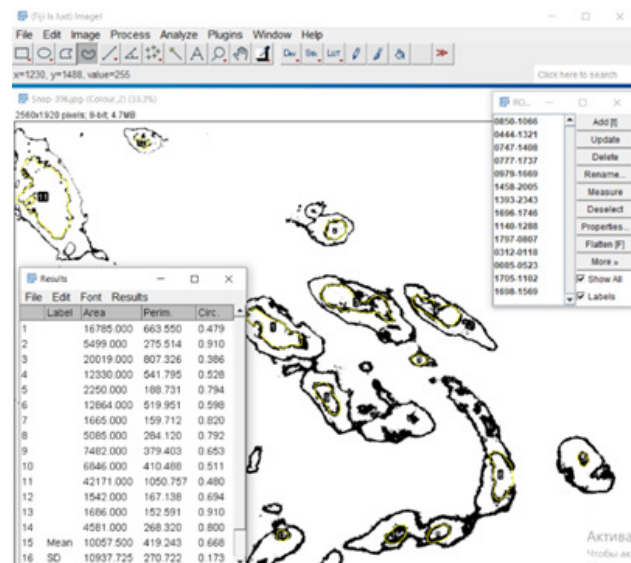 (Fiji Is Just) ImageJ
File Edit Image Process Analyze Plugins Window Help
Dev Stk LUT
x=1230, y=1488, value=255
Click here to search
Snap-396.jpg-(Colour_2) (33.3%)
2560x1920 pixels; 8-bit; 4.7MB
RO...
0850-1066
0444-1321
0747-1408
0777-1737
0979-1669
1458-2005
1393-2343
1696-1746
1140-1288
1797-0807
0312-0118
0085-0523
1705-1102
1698-1569
Add [t]
Update
Delete
Rename...
Measure
Deselect
Properties...
Flatten [F]
More »
Show All
Labels
Results
File Edit Font Results
Label Area Perim. Circ.
1 16785.000 663.550 0.479
2 5499.000 275.514 0.910
3 20019.000 807.326 0.386
4 12330.000 541.795 0.528
5 2250.000 188.731 0.794
6 12864.000 519.951 0.598
7 1665.000 159.712 0.820
8 5085.000 284.120 0.792
9 7482.000 379.403 0.653
10 6846.000 410.488 0.511
11 42171.000 1050.757 0.480
12 1542.000 167.138 0.694
13 1686.000 152.591 0.910
14 4581.000 268.320 0.800
15 Mean 10057.500 419.243 0.668
16 SD 10937.725 270.722 0.173
11
Актива
Чтобы ак